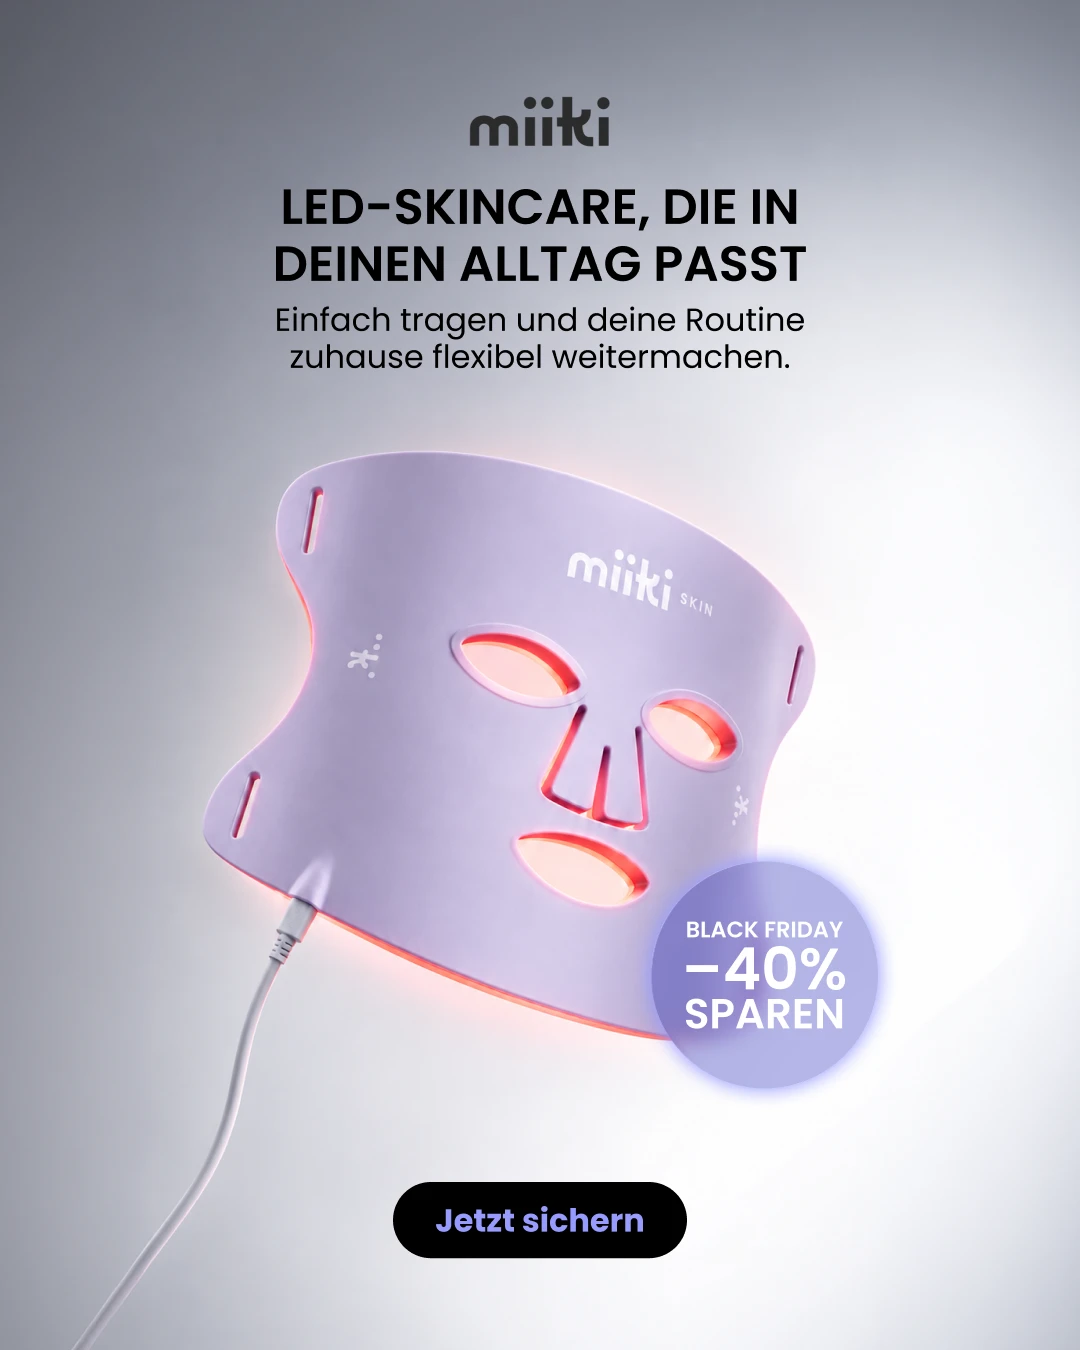 miiki
LED-SKINCARE, DIE IN
DEINEN ALLTAG PASST
Einfach tragen und deine Routine
zuhause flexibel weitermachen.
miiki SKIN
BLACK FRIDAY
–40%
SPAREN
Jetzt sichern